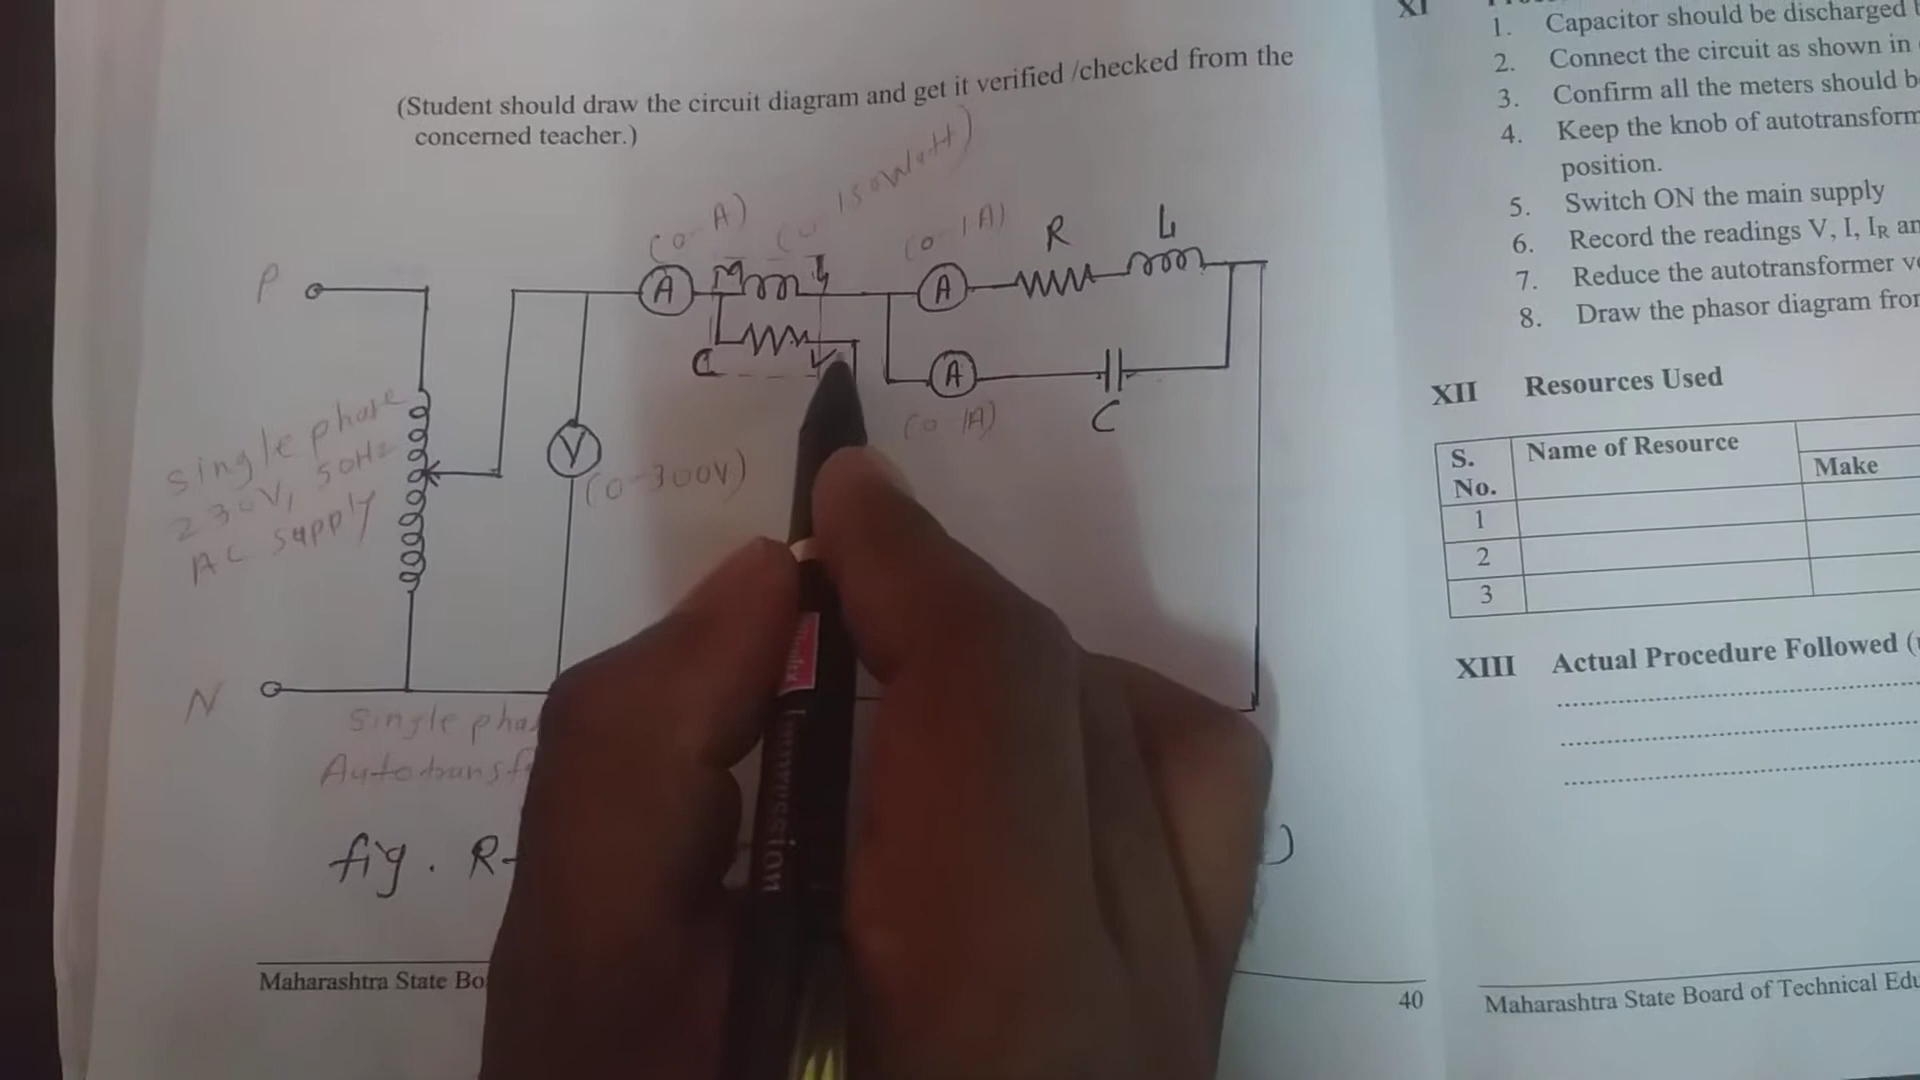 (Student should draw the circuit diagram and get it verified /checked from the
concerned teacher.)
P
(0- A)
150watt)
(0-1A)
R
L
A
M
L
A
C
V
A
(0-1A)
C
single phase
230V, 50Hz
AC supply
V
(0-300V)
N
Single pha
Autotransf
fig. R-
)
Maharashtra State Bo
40
XI
1. Capacitor should be discharged
2. Connect the circuit as shown in
3. Confirm all the meters should b
4. Keep the knob of autotransform
position.
5. Switch ON the main supply
6. Record the readings V, I, IR an
7. Reduce the autotransformer v
8. Draw the phasor diagram fro
XII Resources Used
S. No. Name of Resource
Make
1
2
3
XIII Actual Procedure Followed (
Maharashtra State Board of Technical Edu
Impression